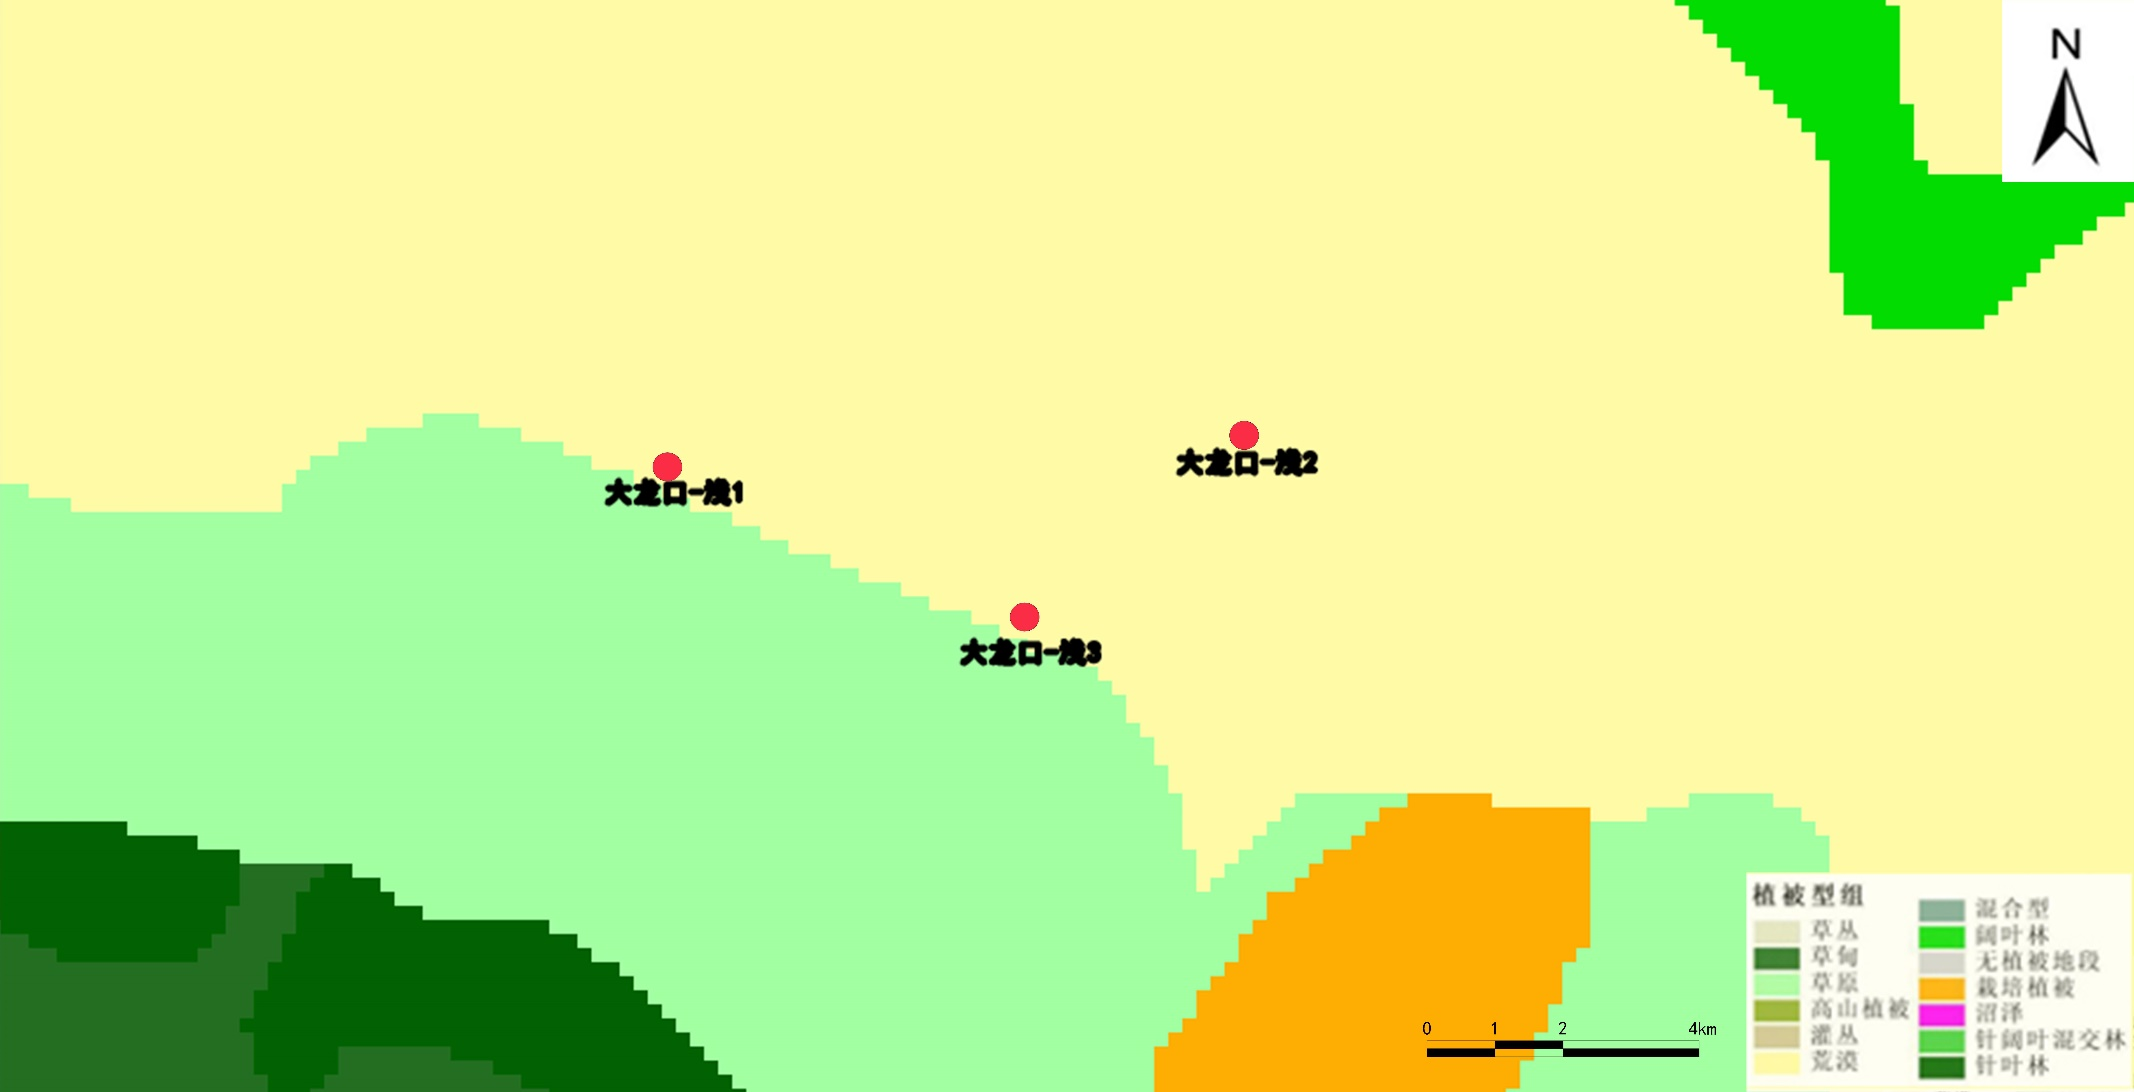 N
大龙口-浅2
大龙口-浅1
大龙口-浅3
植被型组
草丛
草甸
草原
高山植被
灌丛
荒漠
混合型
阔叶林
无植被地段
栽培植被
沼泽
针阔叶混交林
针叶林
0 1 2 4km